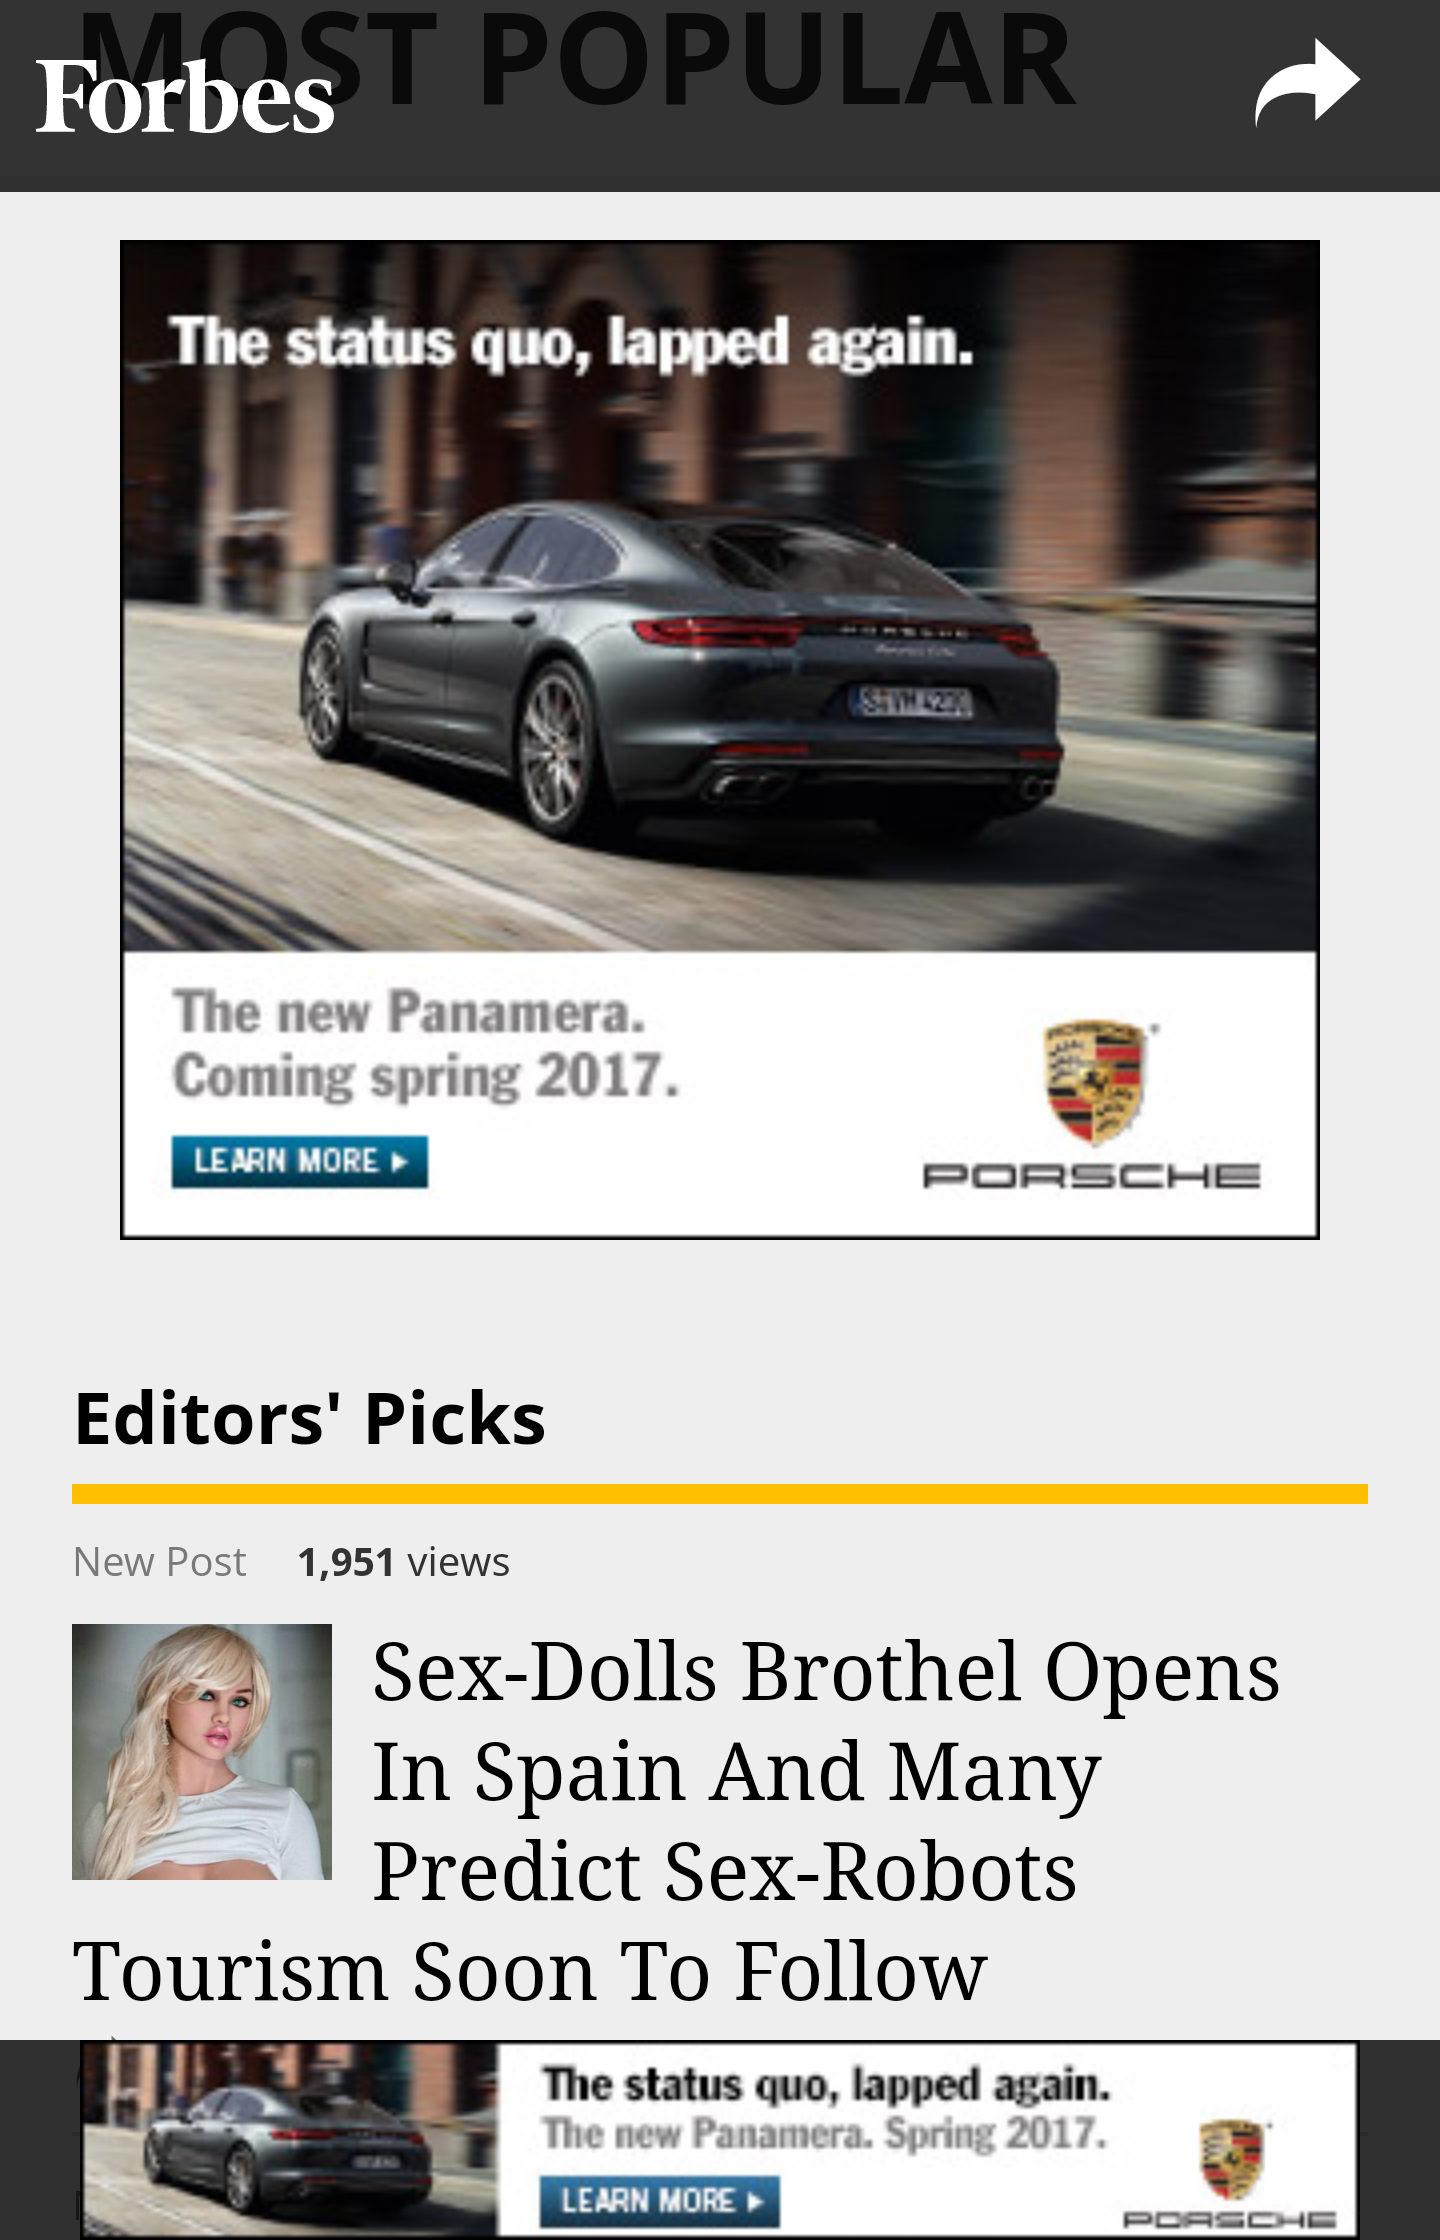 MOST POPULAR
Forbes
The status quo, lapped again.
PORSCHE
The new Panamera.
Coming spring 2017.
LEARN MORE
PORSCHE
Editors' Picks
New Post 1,951 views
Sex-Dolls Brothel Opens
In Spain And Many
Predict Sex-Robots
Tourism Soon To Follow
The status quo, lapped again.
The new Panamera. Spring 2017.
LEARN MORE
PORSCHE